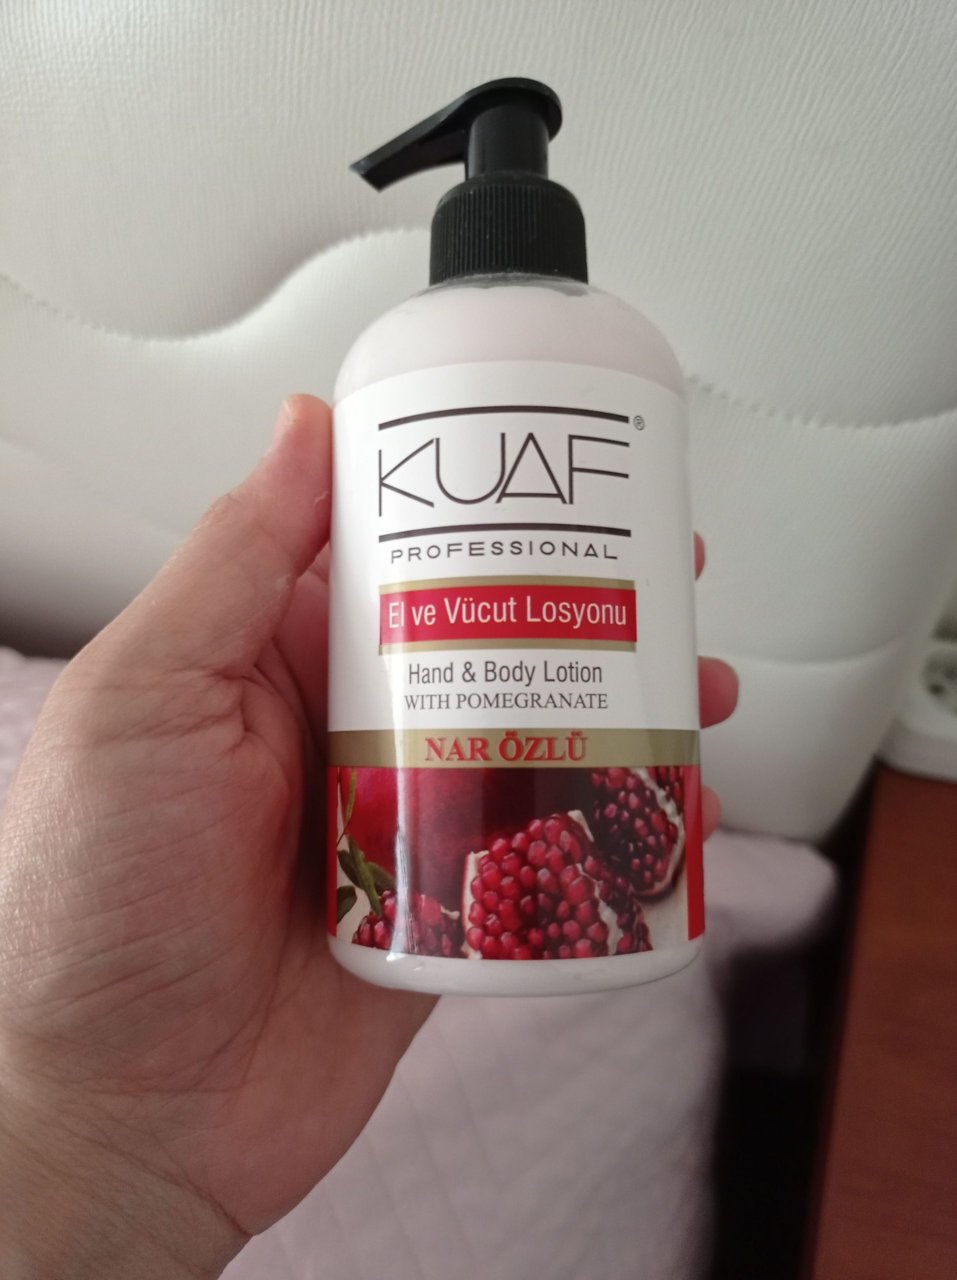 KUAF®
PROFESSIONAL
El ve Vücut Losyonu
Hand & Body Lotion
WITH POMEGRANATE
NAR ÖZLÜ